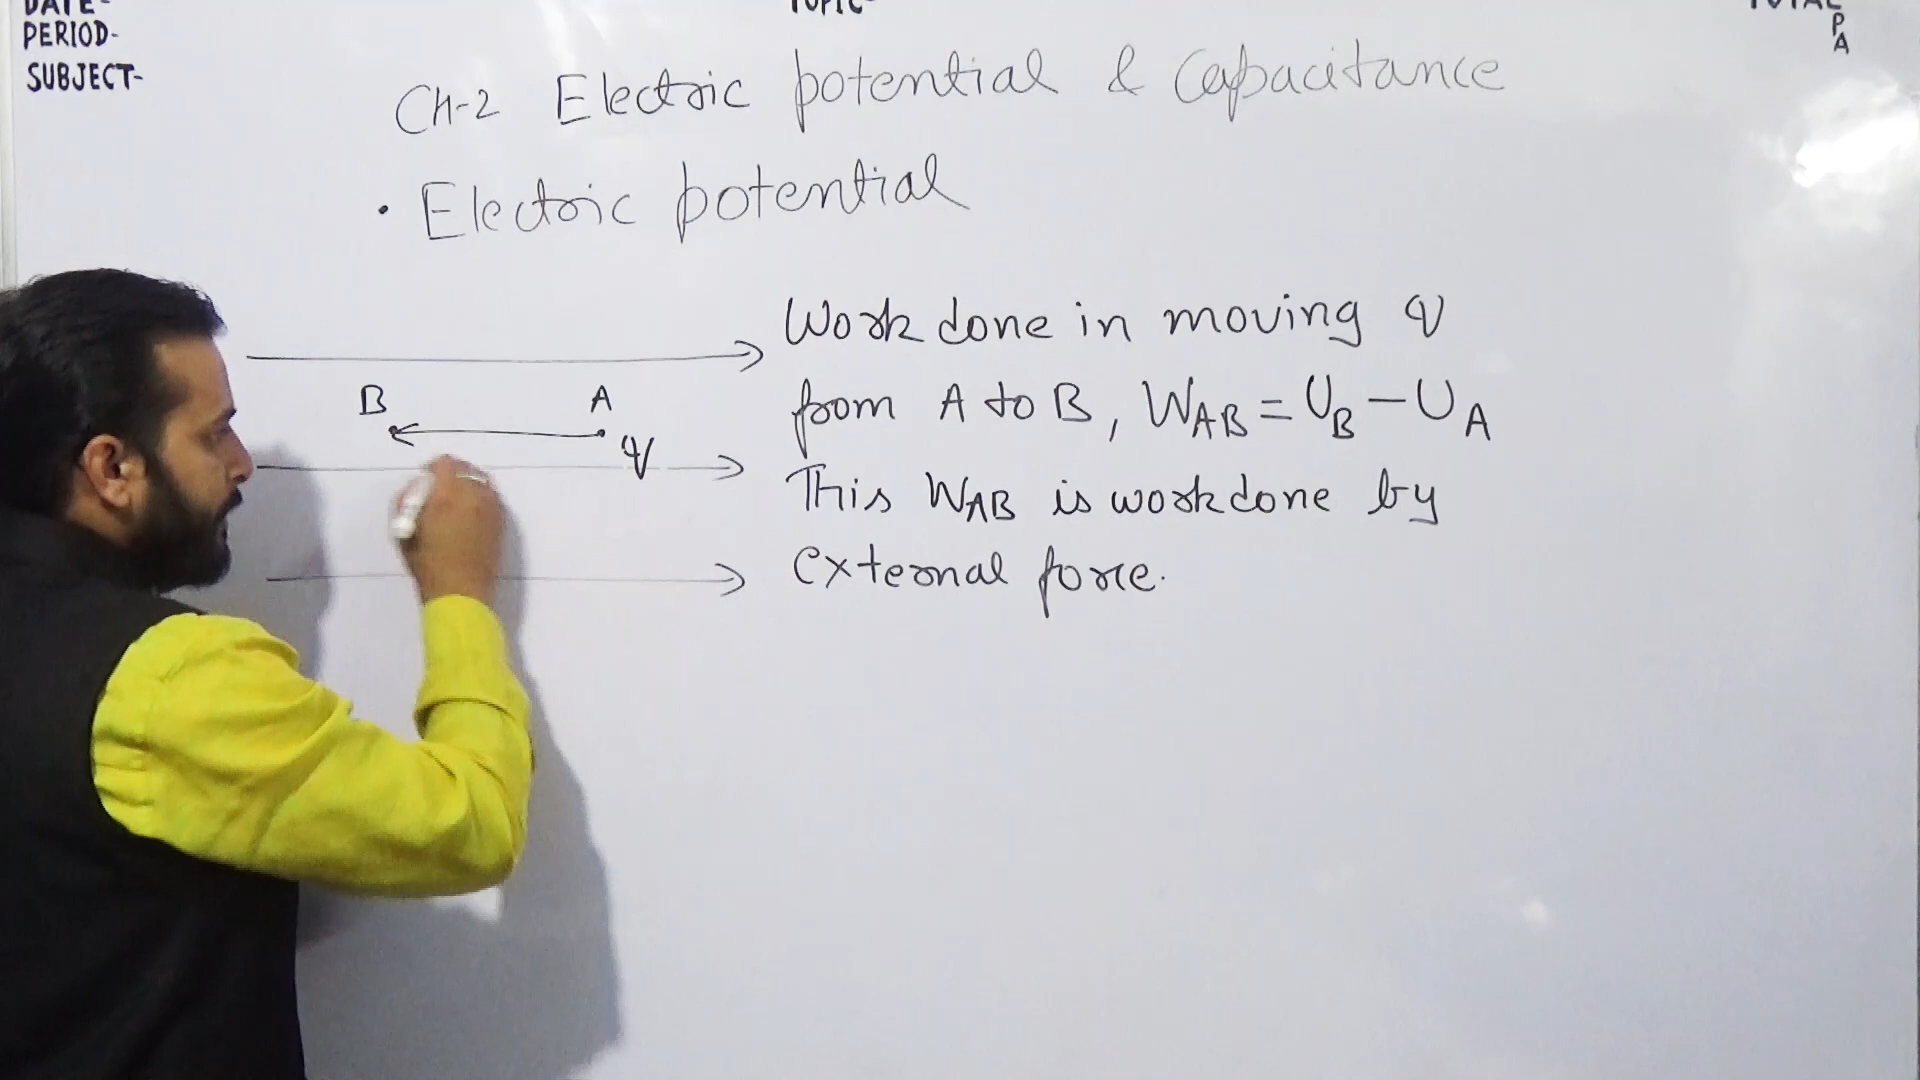 DATE-
TOPIC-
TOTAL
P
A
PERIOD-
SUBJECT-
CH-2 Electric potential & Capacitance
• Electric potential
Work done in moving q
from A to B, W_AB = U_B - U_A
This W_AB is workdone by
external force.
B
A
q